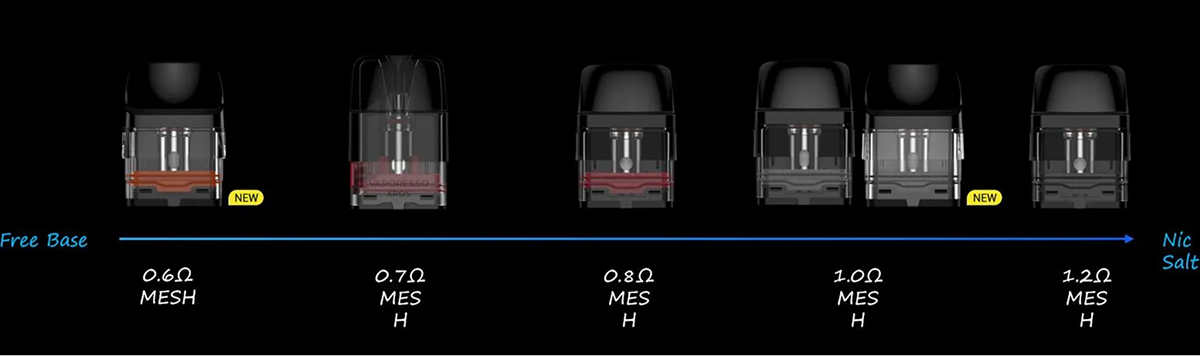 VAPORESSO
XROS
NEW
NEW
Free Base
Nic
Salt
0.6Ω
MESH
0.7Ω
MES
H
0.8Ω
MES
H
1.0Ω
MES
H
1.2Ω
MES
H